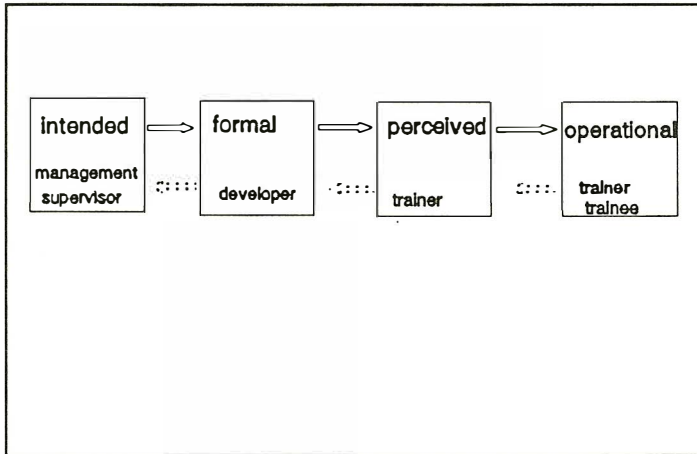 intended
management
supervisor
formal
developer
perceived
trainer
operational
trainer
trainee